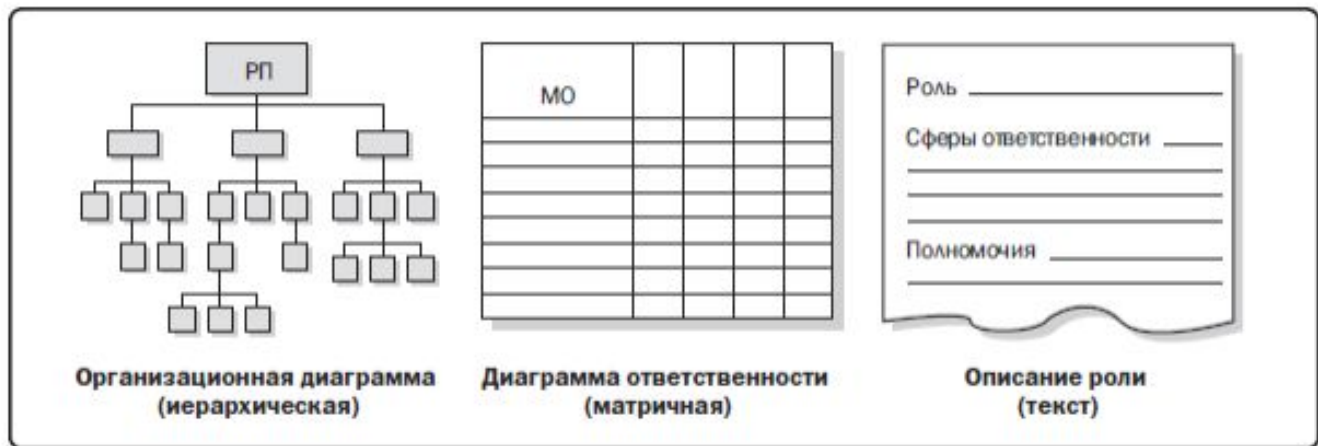 РП
МО
Роль
Сферы ответственности
Полномочия
Организационная диаграмма
(иерархическая)
Диаграмма ответственности
(матричная)
Описание роли
(текст)